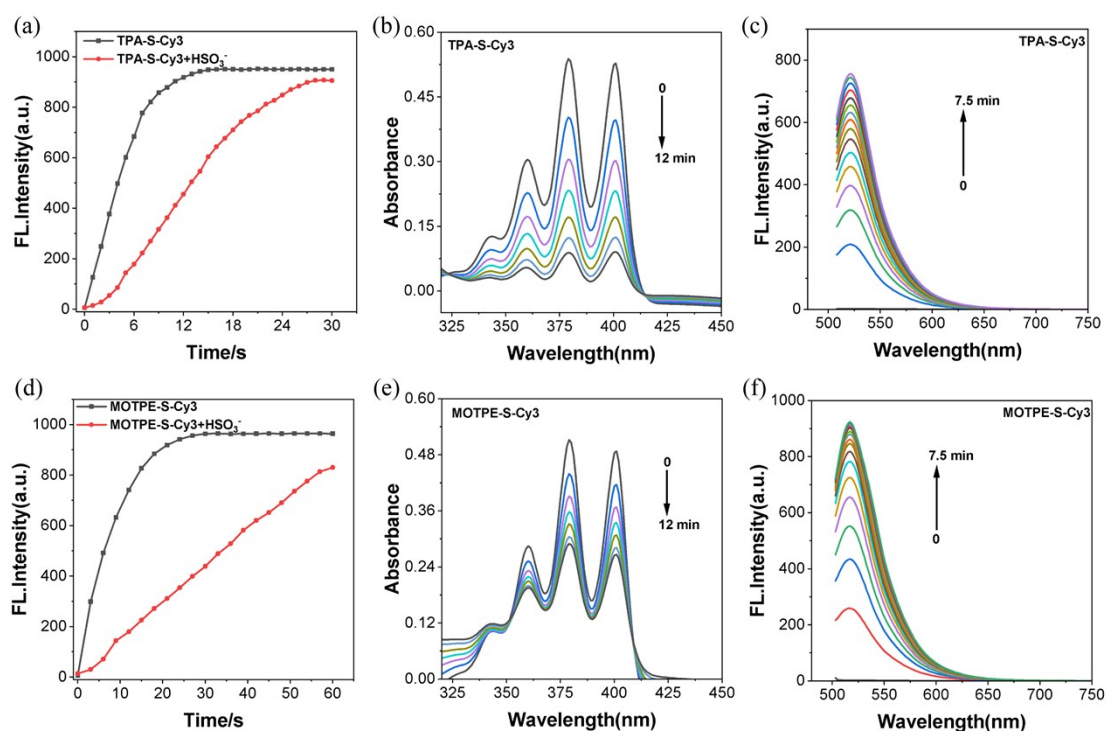 (a)
TPA-S-Cy3
TPA-S-Cy3+HSO₃⁻
FL.Intensity(a.u.)
1000
800
600
400
200
0
0 6 12 18 24 30
Time/s
(b)
TPA-S-Cy3
0
12 min
Absorbance
0.60
0.45
0.30
0.15
0.00
325 350 375 400 425 450
Wavelength(nm)
(c)
TPA-S-Cy3
7.5 min
0
FL.Intensity(a.u.)
800
600
400
200
0
500 550 600 650 700 750
Wavelength(nm)
(d)
MOTPE-S-Cy3
MOTPE-S-Cy3+HSO₃⁻
FL.Intensity(a.u.)
1000
800
600
400
200
0
0 10 20 30 40 50 60
Time/s
(e)
MOTPE-S-Cy3
0
12 min
Absorbance
0.60
0.48
0.36
0.24
0.12
0.00
325 350 375 400 425 450
Wavelength(nm)
(f)
MOTPE-S-Cy3
7.5 min
0
FL.Intensity(a.u.)
1000
800
600
400
200
0
500 550 600 650 700 750
Wavelength(nm)